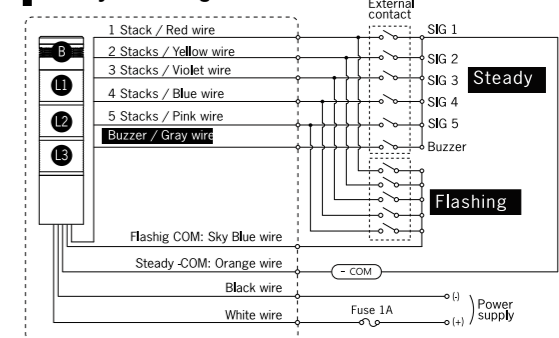 External
contact
1 Stack / Red wire
SIG 1
B
2 Stacks / Yellow wire
SIG 2
3 Stacks / Violet wire
SIG 3
Steady
L1
4 Stacks / Blue wire
SIG 4
L2
5 Stacks / Pink wire
SIG 5
Buzzer / Gray wire
Buzzer
L3
Flashing
Flashig COM: Sky Blue wire
Steady -COM: Orange wire
- COM
Black wire
(-)
Power
supply
White wire
Fuse 1A
(+)